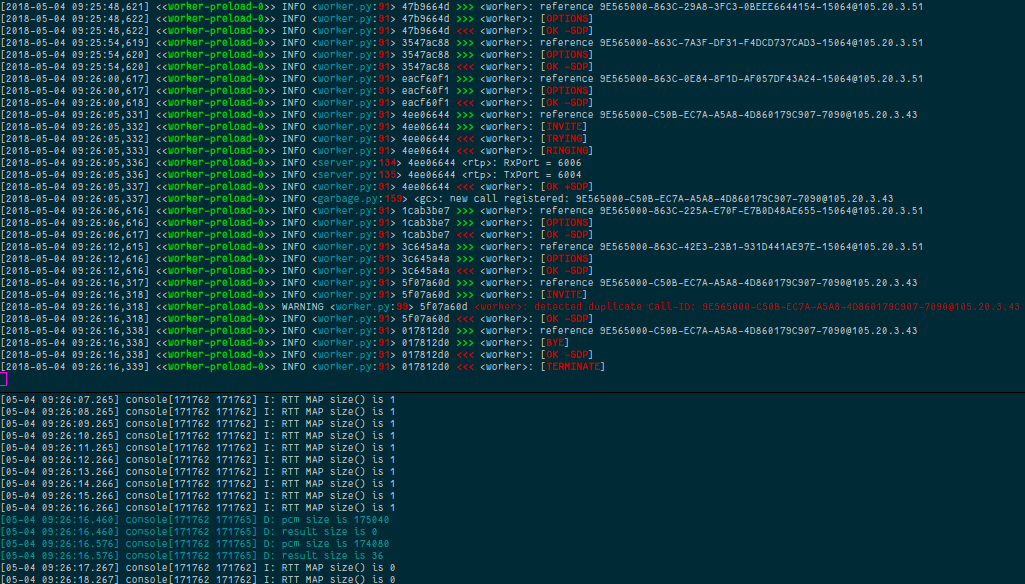 [2018-05-04 09:25:48,621] <<worker-preload-0>> INFO <worker.py:91> 47b9664d >>> <worker>: reference 9E565000-863C-29A8-3FC3-0BEEE6644154-15064@105.20.3.51
[2018-05-04 09:25:48,622] <<worker-preload-0>> INFO <worker.py:91> 47b9664d >>> <worker>: [OPTIONS]
[2018-05-04 09:25:48,622] <<worker-preload-0>> INFO <worker.py:91> 47b9664d <<< <worker>: [OK -SDP]
[2018-05-04 09:25:54,619] <<worker-preload-0>> INFO <worker.py:91> 3547ac88 >>> <worker>: reference 9E565000-863C-7A3F-DF31-F4DCD737CAD3-15064@105.20.3.51
[2018-05-04 09:25:54,620] <<worker-preload-0>> INFO <worker.py:91> 3547ac88 >>> <worker>: [OPTIONS]
[2018-05-04 09:25:54,620] <<worker-preload-0>> INFO <worker.py:91> 3547ac88 <<< <worker>: [OK -SDP]
[2018-05-04 09:26:00,617] <<worker-preload-0>> INFO <worker.py:91> eacf60f1 >>> <worker>: reference 9E565000-863C-0E84-8F1D-AF057DF43A24-15064@105.20.3.51
[2018-05-04 09:26:00,617] <<worker-preload-0>> INFO <worker.py:91> eacf60f1 >>> <worker>: [OPTIONS]
[2018-05-04 09:26:00,618] <<worker-preload-0>> INFO <worker.py:91> eacf60f1 <<< <worker>: [OK -SDP]
[2018-05-04 09:26:05,331] <<worker-preload-0>> INFO <worker.py:91> 4ee06644 >>> <worker>: reference 9E565000-C50B-EC7A-A5A8-4D860179C907-7090@105.20.3.43
[2018-05-04 09:26:05,332] <<worker-preload-0>> INFO <worker.py:91> 4ee06644 >>> <worker>: [INVITE]
[2018-05-04 09:26:05,332] <<worker-preload-0>> INFO <worker.py:91> 4ee06644 <<< <worker>: [TRYING]
[2018-05-04 09:26:05,333] <<worker-preload-0>> INFO <worker.py:91> 4ee06644 <<< <worker>: [RINGING]
[2018-05-04 09:26:05,336] <<worker-preload-0>> INFO <server.py:134> 4ee06644 <rtp>: RxPort = 6006
[2018-05-04 09:26:05,336] <<worker-preload-0>> INFO <server.py:135> 4ee06644 <rtp>: TxPort = 6004
[2018-05-04 09:26:05,337] <<worker-preload-0>> INFO <worker.py:91> 4ee06644 <<< <worker>: [OK +SDP]
[2018-05-04 09:26:05,337] <<worker-preload-0>> INFO <garbage.py:153> <gc>: new call registered: 9E565000-C50B-EC7A-A5A8-4D860179C907-7090@105.20.3.43
[2018-05-04 09:26:06,616] <<worker-preload-0>> INFO <worker.py:91> 1cab3be7 >>> <worker>: reference 9E565000-863C-225A-E70F-E7B0D48AE655-15064@105.20.3.51
[2018-05-04 09:26:06,616] <<worker-preload-0>> INFO <worker.py:91> 1cab3be7 >>> <worker>: [OPTIONS]
[2018-05-04 09:26:06,617] <<worker-preload-0>> INFO <worker.py:91> 1cab3be7 <<< <worker>: [OK -SDP]
[2018-05-04 09:26:12,615] <<worker-preload-0>> INFO <worker.py:91> 3c645a4a >>> <worker>: reference 9E565000-863C-42E3-23B1-931D441AE97E-15064@105.20.3.51
[2018-05-04 09:26:12,616] <<worker-preload-0>> INFO <worker.py:91> 3c645a4a >>> <worker>: [OPTIONS]
[2018-05-04 09:26:12,616] <<worker-preload-0>> INFO <worker.py:91> 3c645a4a <<< <worker>: [OK -SDP]
[2018-05-04 09:26:16,317] <<worker-preload-0>> INFO <worker.py:91> 5f07a60d >>> <worker>: reference 9E565000-C50B-EC7A-A5A8-4D860179C907-7090@105.20.3.43
[2018-05-04 09:26:16,318] <<worker-preload-0>> INFO <worker.py:91> 5f07a60d >>> <worker>: [INVITE]
[2018-05-04 09:26:16,318] <<worker-preload-0>> WARNING <worker.py:99> 5f07a60d <worker>: detected duplicate Call-ID: 9E565000-C50B-EC7A-A5A8-4D860179C907-7090@105.20.3.43
[2018-05-04 09:26:16,318] <<worker-preload-0>> INFO <worker.py:91> 5f07a60d <<< <worker>: [OK -SDP]
[2018-05-04 09:26:16,338] <<worker-preload-0>> INFO <worker.py:91> 017812d0 >>> <worker>: reference 9E565000-C50B-EC7A-A5A8-4D860179C907-7090@105.20.3.43
[2018-05-04 09:26:16,338] <<worker-preload-0>> INFO <worker.py:91> 017812d0 >>> <worker>: [BYE]
[2018-05-04 09:26:16,338] <<worker-preload-0>> INFO <worker.py:91> 017812d0 <<< <worker>: [OK -SDP]
[2018-05-04 09:26:16,339] <<worker-preload-0>> INFO <worker.py:91> 017812d0 <<< <worker>: [TERMINATE]
[05-04 09:26:07.265] console[171762 171762] I: RTT MAP size() is 1
[05-04 09:26:08.265] console[171762 171762] I: RTT MAP size() is 1
[05-04 09:26:09.265] console[171762 171762] I: RTT MAP size() is 1
[05-04 09:26:10.265] console[171762 171762] I: RTT MAP size() is 1
[05-04 09:26:11.265] console[171762 171762] I: RTT MAP size() is 1
[05-04 09:26:12.266] console[171762 171762] I: RTT MAP size() is 1
[05-04 09:26:13.266] console[171762 171762] I: RTT MAP size() is 1
[05-04 09:26:14.266] console[171762 171762] I: RTT MAP size() is 1
[05-04 09:26:15.266] console[171762 171762] I: RTT MAP size() is 1
[05-04 09:26:16.266] console[171762 171762] I: RTT MAP size() is 1
[05-04 09:26:16.460] console[171762 171765] D: pcm size is 175040
[05-04 09:26:16.460] console[171762 171765] D: result size is 0
[05-04 09:26:16.576] console[171762 171765] D: pcm size is 174080
[05-04 09:26:16.577] console[171762 171765] D: result size is 36
[05-04 09:26:17.267] console[171762 171762] I: RTT MAP size() is 0
[05-04 09:26:18.267] console[171762 171762] I: RTT MAP size() is 0